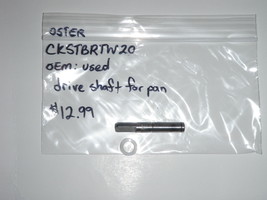 OSTER
CKSTBRTW20
OEM: used
drive shaft for pan
$12.99